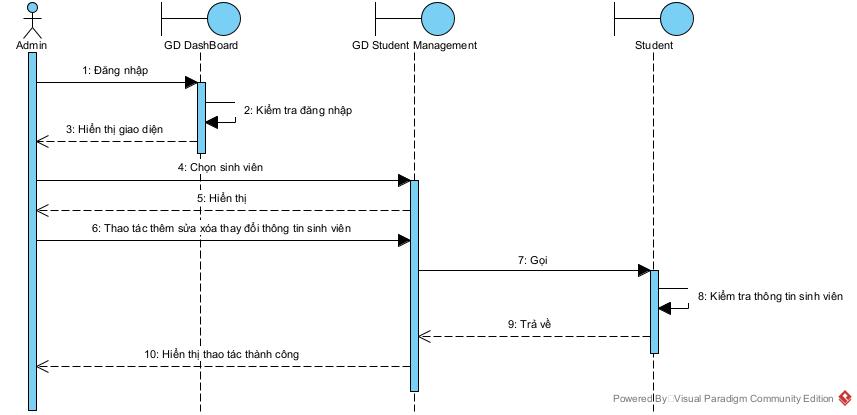 Admin
GD DashBoard
GD Student Management
Student
1: Đăng nhập
2: Kiểm tra đăng nhập
3: Hiển thị giao diện
4: Chọn sinh viên
5: Hiển thị
6: Thao tác thêm sửa xóa thay đổi thông tin sinh viên
7: Gọi
8: Kiểm tra thông tin sinh viên
9: Trả về
10: Hiển thị thao tác thành công
Powered By Visual Paradigm Community Edition